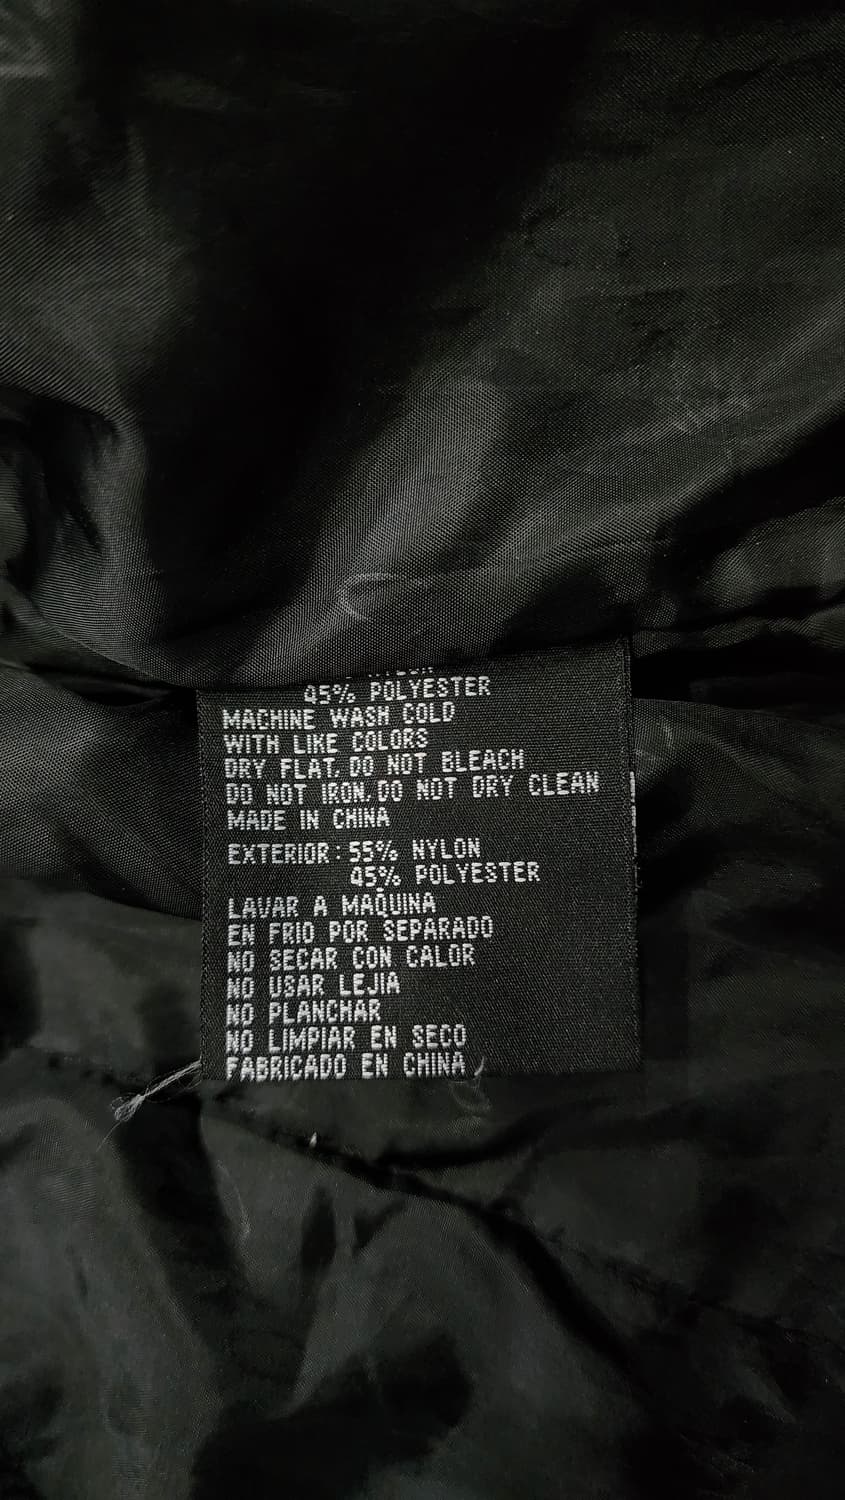 45% POLYESTER
MACHINE WASH COLD
WITH LIKE COLORS
DRY FLAT. DO NOT BLEACH
DO NOT IRON. DO NOT DRY CLEAN
MADE IN CHINA
EXTERIOR: 55% NYLON
45% POLYESTER
LAVAR A MAQUINA
EN FRIO POR SEPARADO
NO SECAR CON CALOR
NO USAR LEJIA
NO PLANCHAR
NO LIMPIAR EN SECO
FABRICADO EN CHINA